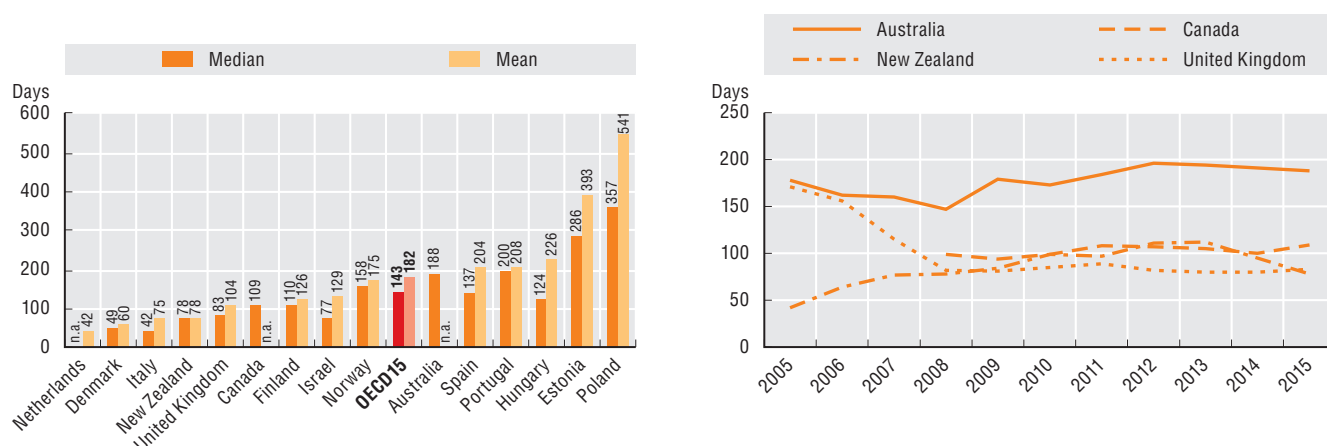 Median Mean
Days
600
500
400
300
200
100
0
n.a. 42
49 60
42 75
78 78
83 104
109 n.a.
110 126
77 129
158 175
143 182
188 n.a.
137 204
200 208
124 226
286 393
357 541
Netherlands
Denmark
Italy
New Zealand
United Kingdom
Canada
Finland
Israel
Norway
OECD15
Australia
Spain
Portugal
Hungary
Estonia
Poland
Australia Canada
New Zealand United Kingdom
Days
250
200
150
100
50
0
2005
2006
2007
2008
2009
2010
2011
2012
2013
2014
2015